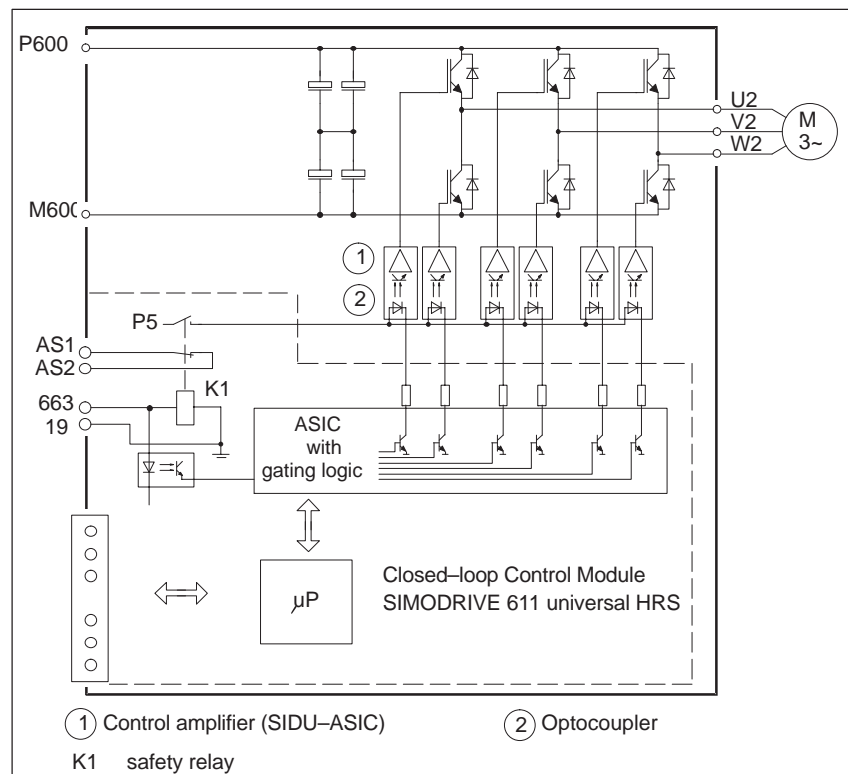 P600
U2
V2
W2
M
3~
M600
1
2
P5
AS1
AS2
K1
663
19
ASIC
with
gating logic
µP
Closed–loop Control Module
SIMODRIVE 611 universal HRS
1 Control amplifier (SIDU–ASIC)
2 Optocoupler
K1 safety relay